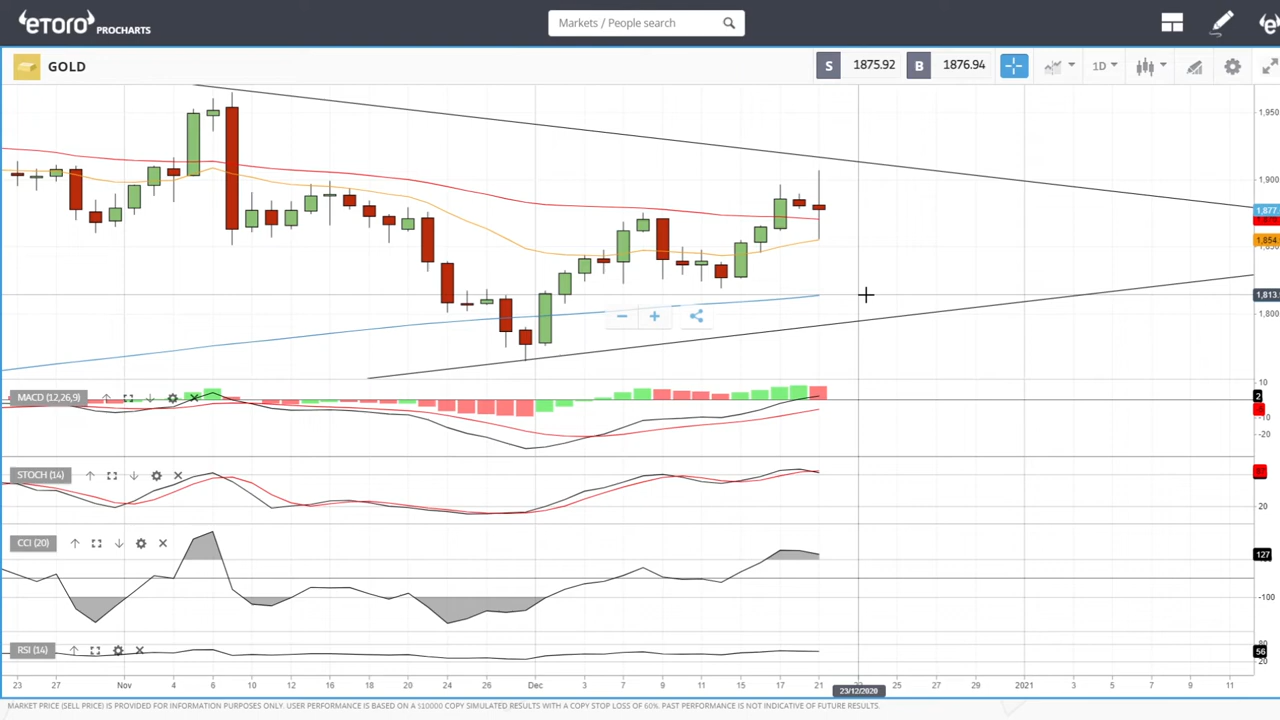 etoro PROCHARTS
Markets / People search
GOLD
S 1875.92 B 1876.94 1D
1,950
1,900
1,877
1,854
1,813
1,800
MACD (12,26,9)
10
2
-10
-20
STOCH (14)
20
CCI (20)
127
-100
RSI (14)
80
56
20
23 27 Nov 4 6 10 12 16 18 20 24 26 Dec 3 7 9 11 15 17 21 25 27 29 2021 3 5 7 9 11
23/12/2020
MARKET PRICE (SELL PRICE) IS PROVIDED FOR INFORMATION PURPOSES ONLY. USER PERFORMANCE IS BASED ON A $10000 COPY SIMULATED RESULTS WITH A COPY STOP LOSS OF 60%. PAST PERFORMANCE IS NOT INDICATIVE OF FUTURE RESULTS.